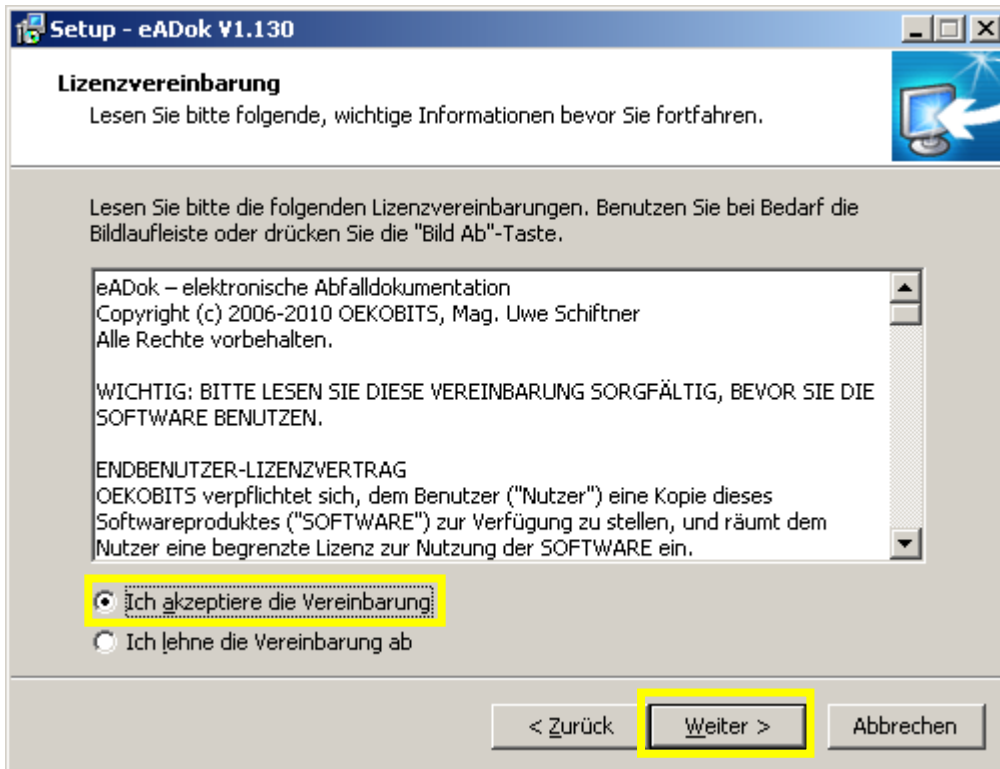 Setup - eADok V1.130
Lizenzvereinbarung
Lesen Sie bitte folgende, wichtige Informationen bevor Sie fortfahren.
Lesen Sie bitte die folgenden Lizenzvereinbarungen. Benutzen Sie bei Bedarf die
Bildlaufleiste oder drücken Sie die "Bild Ab"-Taste.
eADok – elektronische Abfalldokumentation
Copyright (c) 2006-2010 OEKOBITS, Mag. Uwe Schiftner
Alle Rechte vorbehalten.
WICHTIG: BITTE LESEN SIE DIESE VEREINBARUNG SORGFÄLTIG, BEVOR SIE DIE
SOFTWARE BENUTZEN.
ENDBENUTZER-LIZENZVERTRAG
OEKOBITS verpflichtet sich, dem Benutzer ("Nutzer") eine Kopie dieses
Softwareproduktes ("SOFTWARE") zur Verfügung zu stellen, und räumt dem
Nutzer eine begrenzte Lizenz zur Nutzung der SOFTWARE ein.
Ich akzeptiere die Vereinbarung
Ich lehne die Vereinbarung ab
< Zurück Weiter > Abbrechen